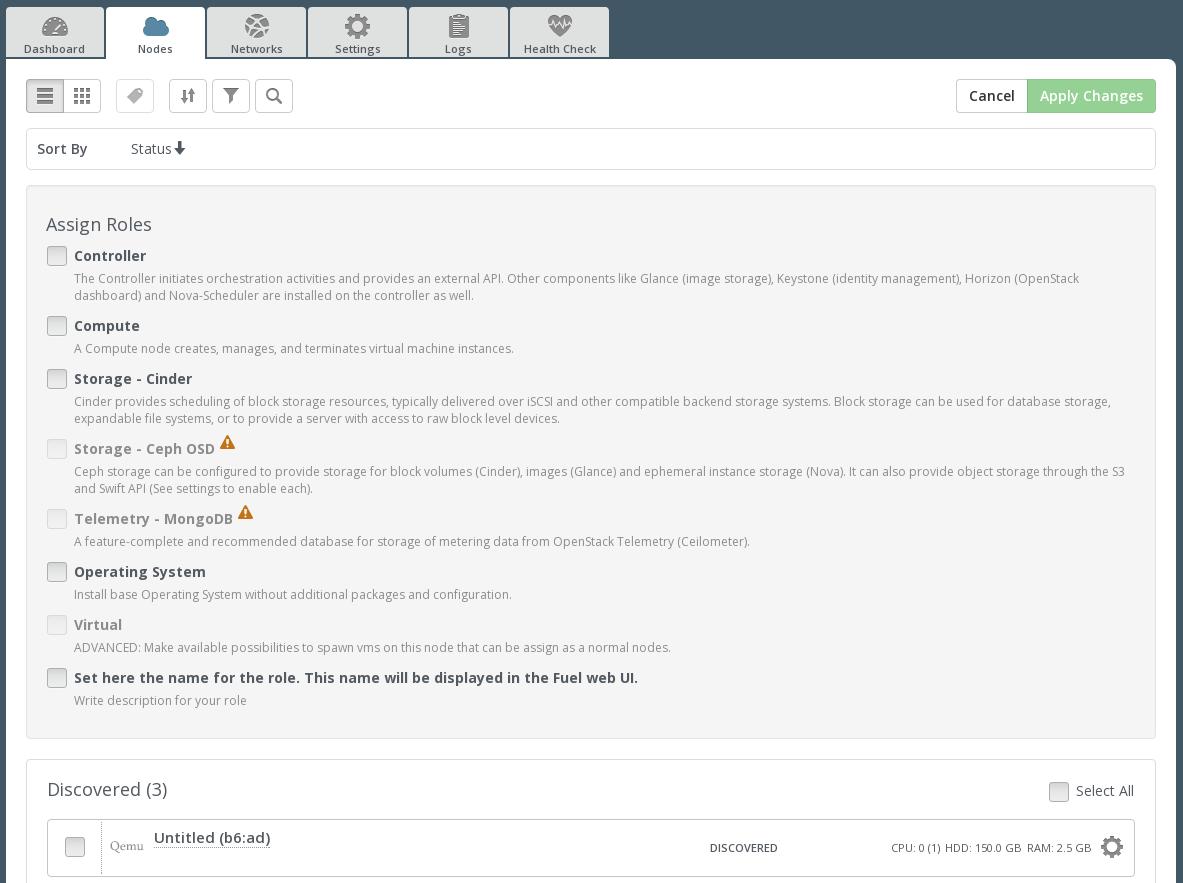 Dashboard
Nodes
Networks
Settings
Logs
Health Check
Cancel
Apply Changes
Sort By
Status
Assign Roles
Controller
The Controller initiates orchestration activities and provides an external API. Other components like Glance (image storage), Keystone (identity management), Horizon (OpenStack
dashboard) and Nova-Scheduler are installed on the controller as well.
Compute
A Compute node creates, manages, and terminates virtual machine instances.
Storage - Cinder
Cinder provides scheduling of block storage resources, typically delivered over iSCSI and other compatible backend storage systems. Block storage can be used for database storage,
expandable file systems, or to provide a server with access to raw block level devices.
Storage - Ceph OSD
Ceph storage can be configured to provide storage for block volumes (Cinder), images (Glance) and ephemeral instance storage (Nova). It can also provide object storage through the S3
and Swift API (See settings to enable each).
Telemetry - MongoDB
A feature-complete and recommended database for storage of metering data from OpenStack Telemetry (Ceilometer).
Operating System
Install base Operating System without additional packages and configuration.
Virtual
ADVANCED: Make available possibilities to spawn vms on this node that can be assign as a normal nodes.
Set here the name for the role. This name will be displayed in the Fuel web UI.
Write description for your role
Discovered (3)
Select All
Qemu
Untitled (b6:ad)
DISCOVERED
CPU: 0 (1) HDD: 150.0 GB RAM: 2.5 GB